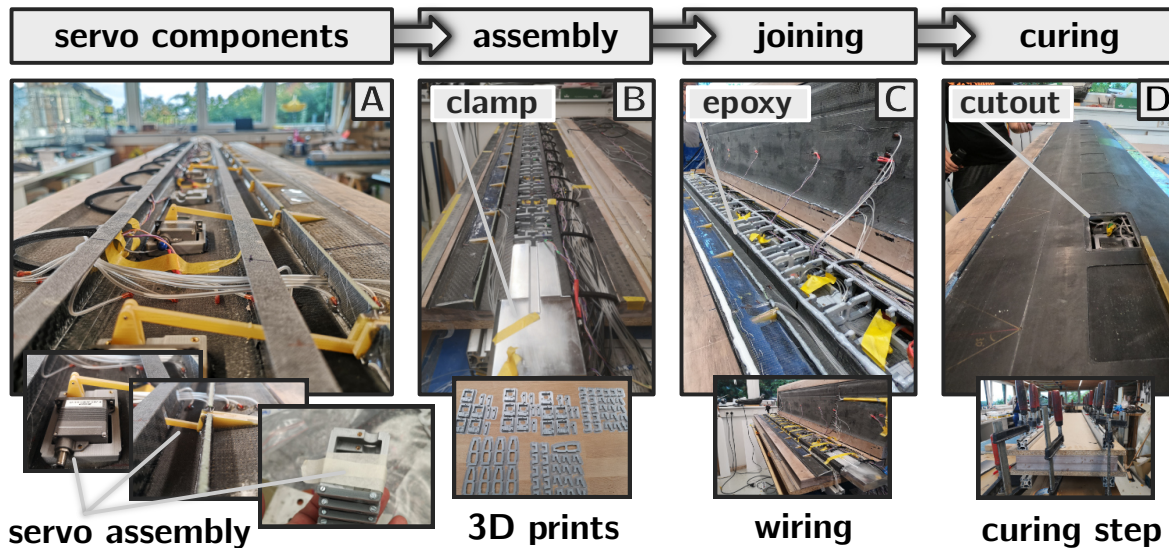 servo components
assembly
joining
curing
A
clamp
B
epoxy
C
cutout
D
servo assembly
3D prints
wiring
curing step